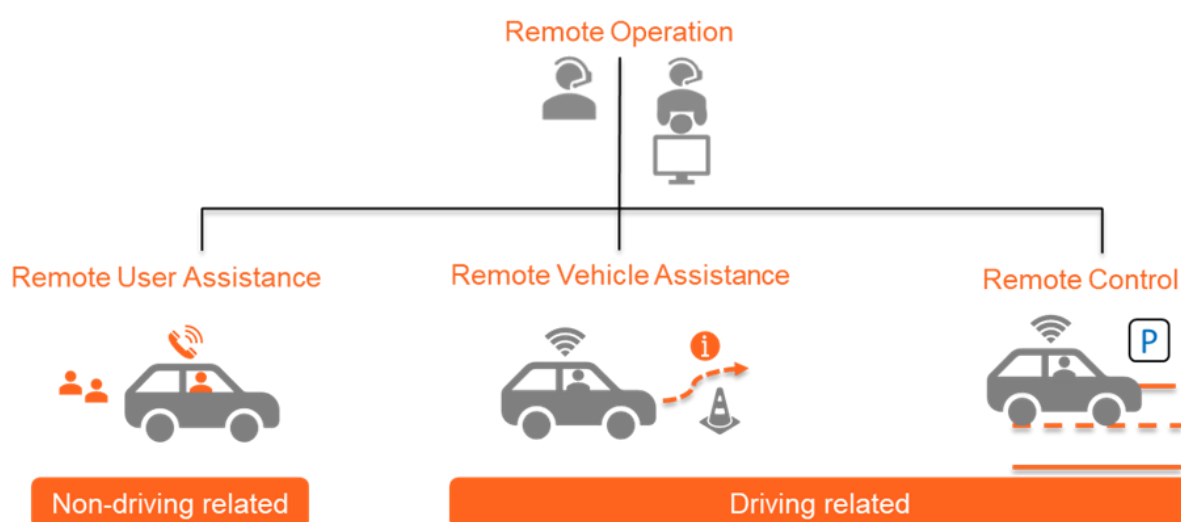 Remote Operation
Remote User Assistance
Remote Vehicle Assistance
Remote Control
i
P
Non-driving related
Driving related